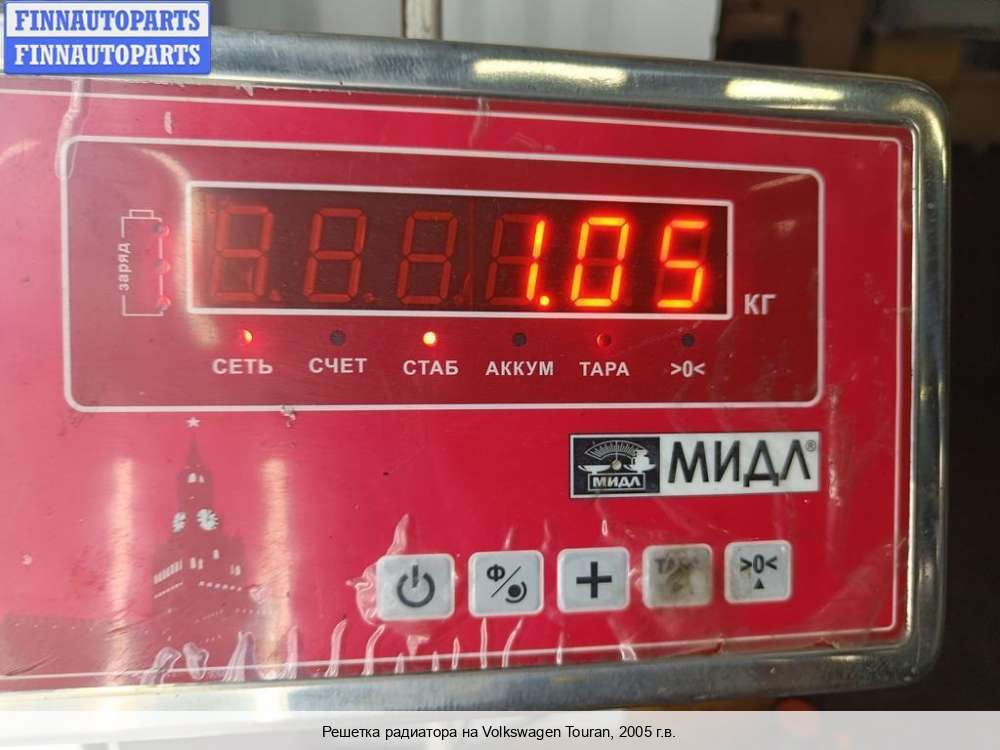 FINNAUTOPARTS
FINNAUTOPARTS
заряд
1.05
КГ
СЕТЬ СЧЕТ СТАБ АККУМ ТАРА >0<
МИДЛ МИДЛ®
Ф
+
>0<
Решетка радиатора на Volkswagen Touran, 2005 г.в.